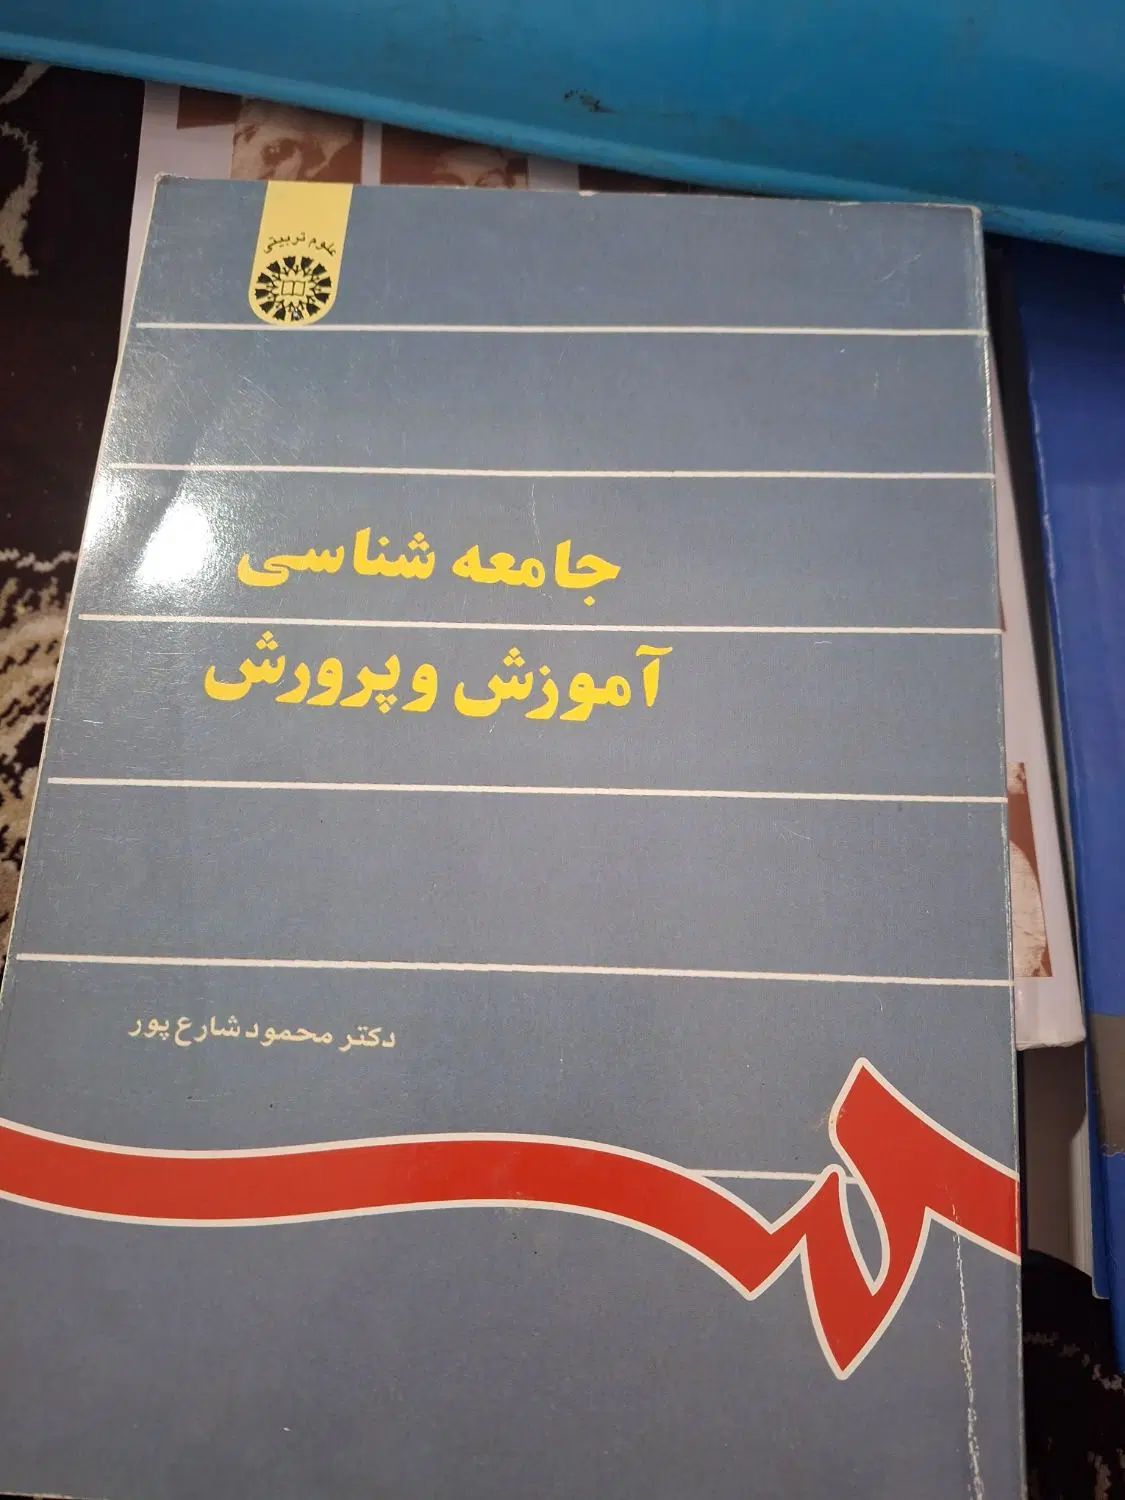 علوم تربیتی
جامعه شناسی
آموزش و پرورش
دکتر محمود شارع پور